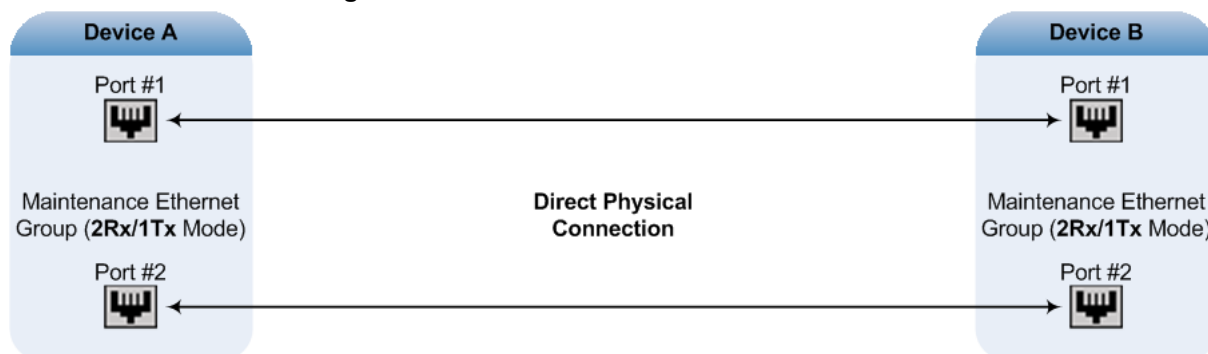 Device A
Device B
Port #1
Port #1
Maintenance Ethernet
Group (2Rx/1Tx Mode)
Direct Physical
Connection
Maintenance Ethernet
Group (2Rx/1Tx Mode)
Port #2
Port #2